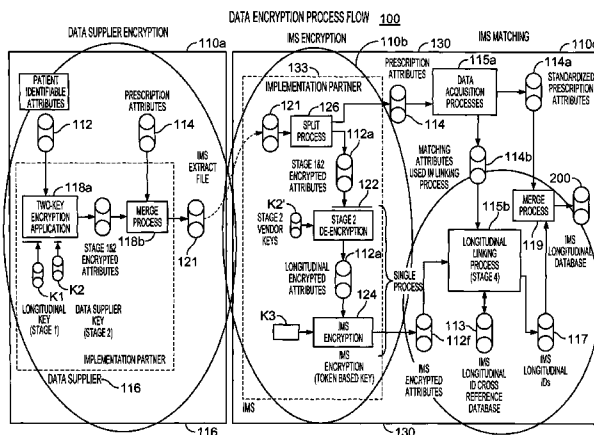 DATA ENCRYPTION PROCESS FLOW 100
DATA SUPPLIER ENCRYPTION
110a
PATIENT
IDENTIFIABLE
ATTRIBUTES
PRESCRIPTION
ATTRIBUTES
112
114
118a
TWO-KEY
ENCRYPTION
APPLICATION
MERGE
PROCESS
118b
STAGE 1&2
ENCRYPTED
ATTRIBUTES
IMS
EXTRACT
FILE
121
K1
K2
LONGITUDINAL
KEY
(STAGE 1)
DATA
SUPPLIER
KEY
(STAGE 2)
IMPLEMENTATION
PARTNER
DATA SUPPLIER
116
116
IMS ENCRYPTION
110b
133
IMPLEMENTATION
PARTNER
121
126
SPLIT
PROCESS
112a
STAGE 1&2
ENCRYPTED
ATTRIBUTES
122
K2'
STAGE 2
VENDOR
KEYS
STAGE 2
DE-ENCRYPTION
112a
LONGITUDINAL
ENCRYPTED
ATTRIBUTES
124
SINGLE
PROCESS
K3
IMS
ENCRYPTION
IMS
ENCRYPTION
(TOKEN BASED KEY)
IMS
130
130
IMS MATCHING
110c
PRESCRIPTION
ATTRIBUTES
114
115a
DATA
ACQUISITION
PROCESSES
114a
STANDARDIZED
PRESCRIPTION
ATTRIBUTES
MATCHING
ATTRIBUTES
USED IN LINKING
PROCESS
114b
200
MERGE
PROCESS
119
IMS
LONGITUDINAL
DATABASE
115b
LONGITUDINAL
LINKING
PROCESS
(STAGE 4)
112f
IMS
ENCRYPTED
ATTRIBUTES
113
IMS
LONGITUDINAL
ID CROSS
REFERENCE
DATABASE
117
IMS
LONGITUDINAL
IDs